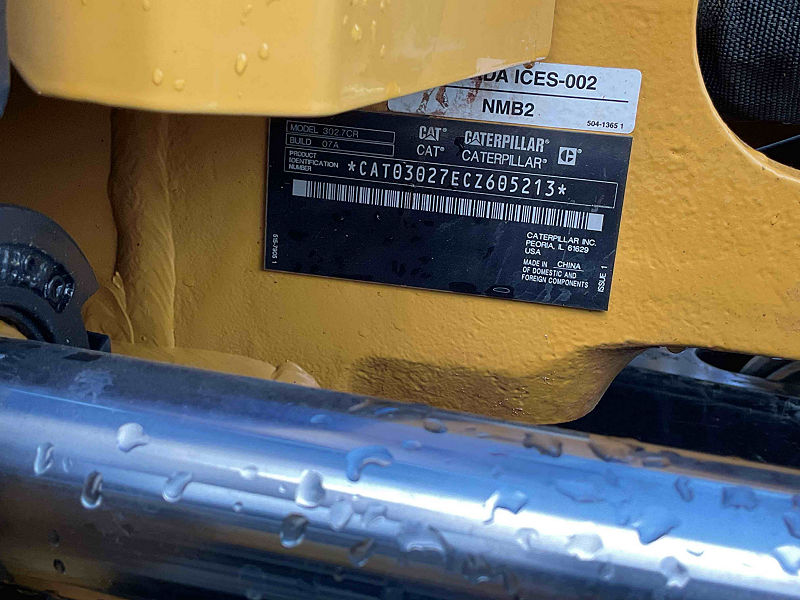 DA ICES-002
NMB2
504-1365 1
MODEL 302.7CR
BUILD 07A
CAT® CATERPILLAR®
CAT® CATERPILLAR® C
PRODUCT
IDENTIFICATION
NUMBER
*CAT03027ECZ605213*
CATERPILLAR INC.
PEORIA, IL 61629
USA
MADE IN CHINA
OF DOMESTIC AND
FOREIGN COMPONENTS
ISSUE 1